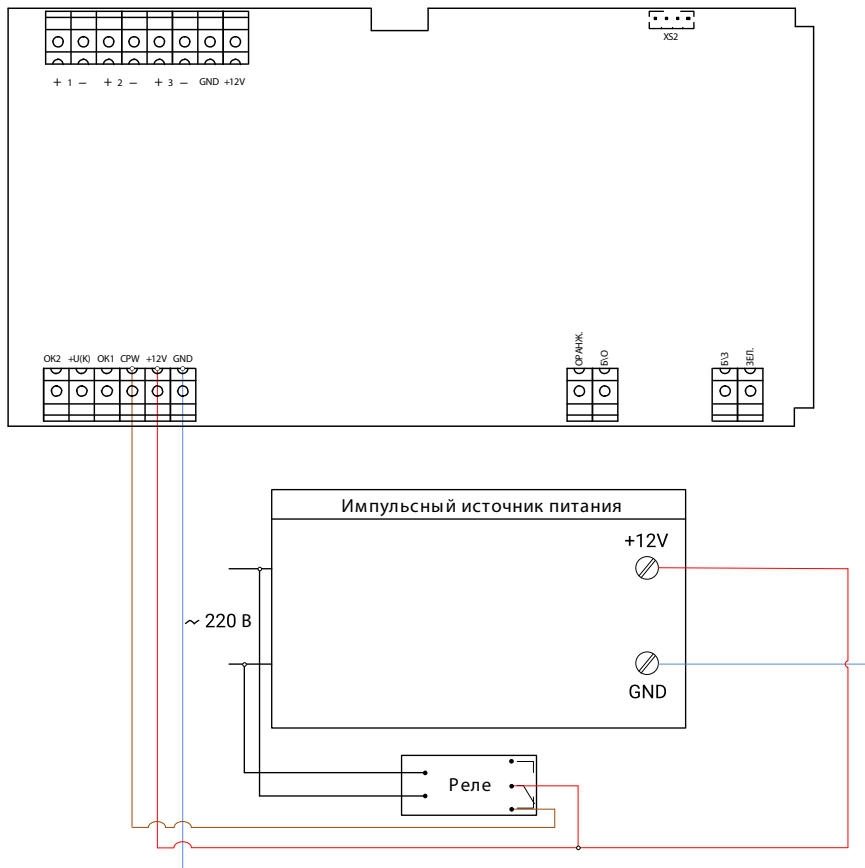 XS2
+ 1 − + 2 − + 3 − GND +12V
OK2 +U(K) OK1 CPW +12V GND
ОРАНЖ.
Б\О
Б\З
ЗЕЛ.
Импульсный источник питания
+12V
~ 220 В
GND
Реле